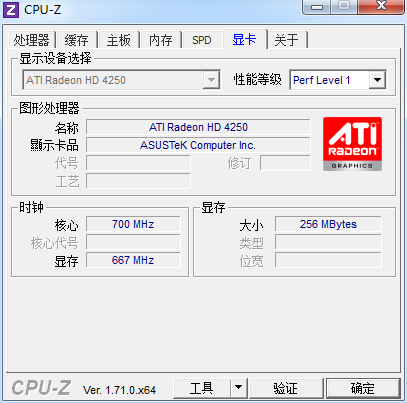 CPU-Z
处理器 缓存 主板 内存 SPD 显卡 关于
显示设备选择
ATI Radeon HD 4250 性能等级 Perf Level 1
图形处理器
名称 ATI Radeon HD 4250
顯示卡品 ASUSTeK Computer Inc.
代号 修订
工艺
ATI
RADEON
GRAPHICS
时钟 显存
核心 700 MHz 大小 256 MBytes
核心代号 类型
显存 667 MHz 位宽
CPU-Z Ver. 1.71.0.x64 工具 验证 确定